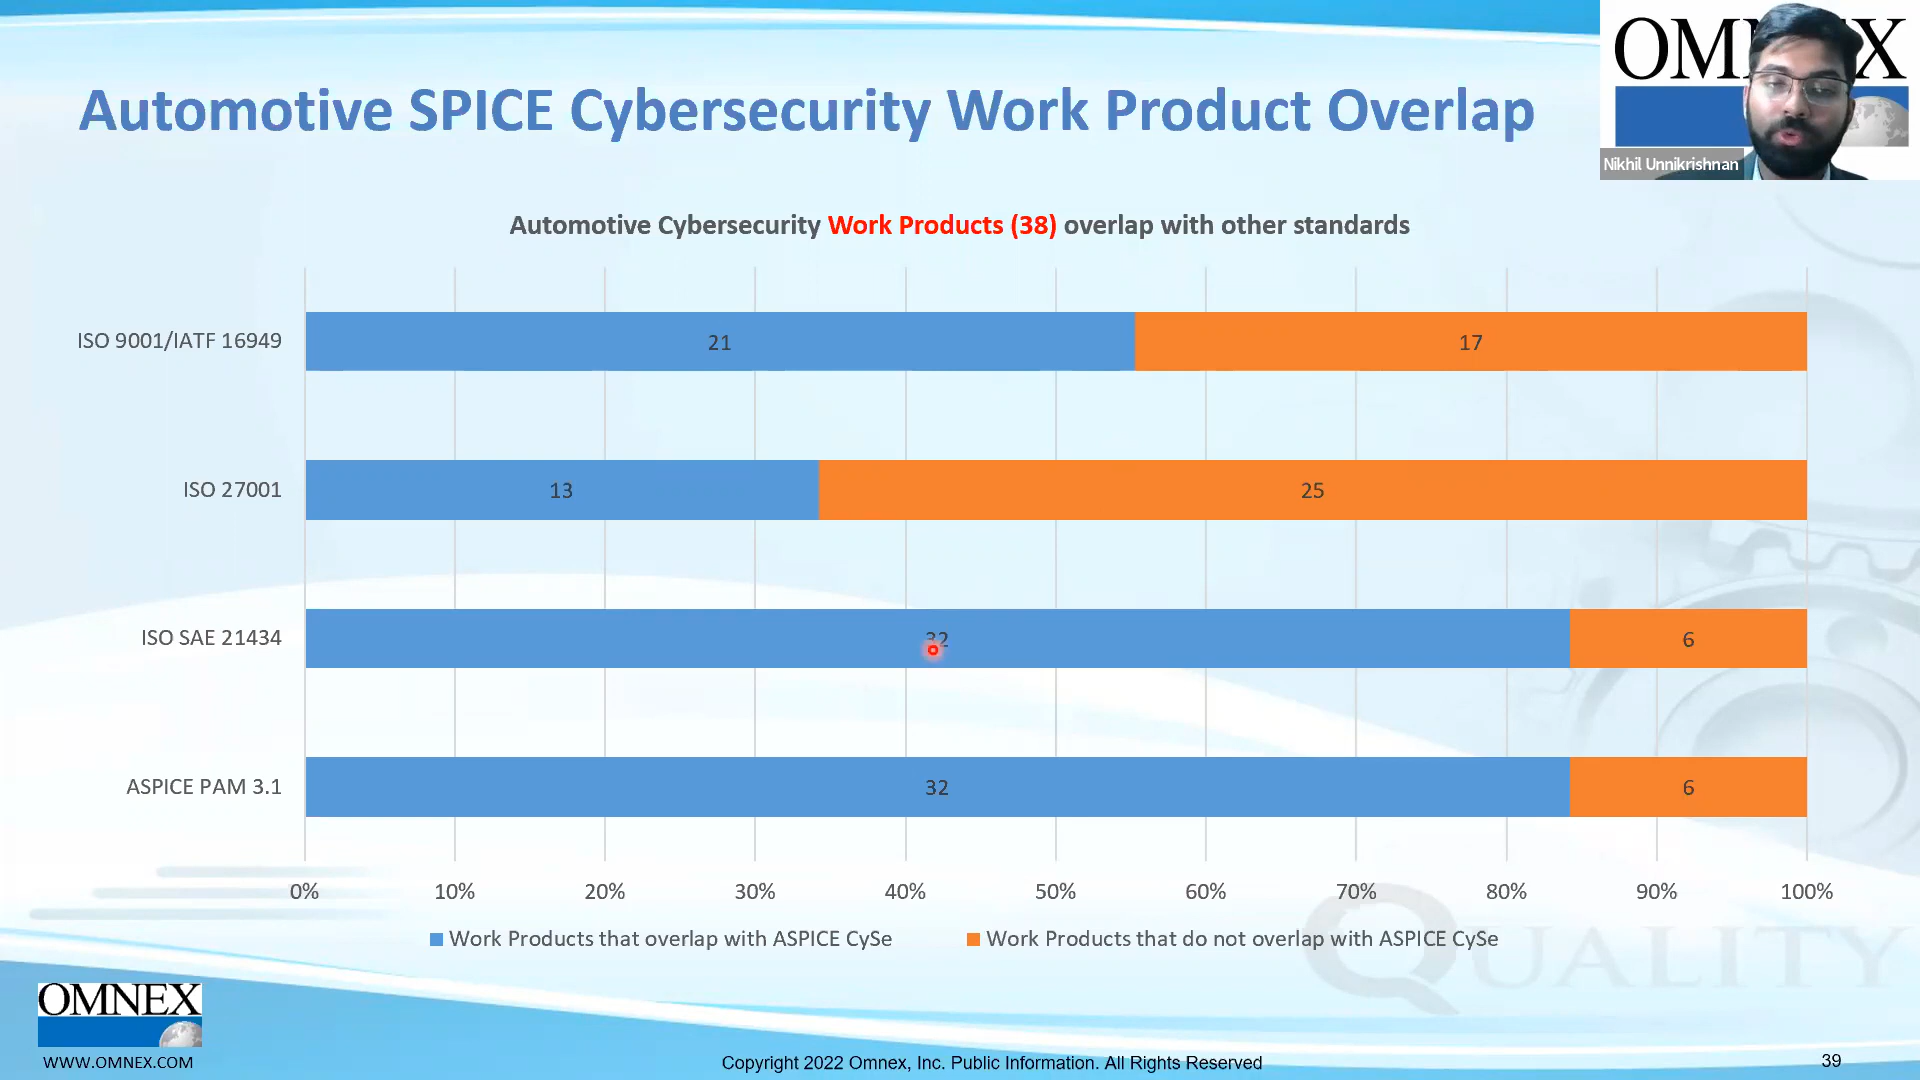 OMNEX
Automotive SPICE Cybersecurity Work Product Overlap
Nikhil Unnikrishnan
Automotive Cybersecurity Work Products (38) overlap with other standards
ISO 9001/IATF 16949
21
17
ISO 27001
13
25
ISO SAE 21434
32
6
ASPICE PAM 3.1
32
6
0%
10%
20%
30%
40%
50%
60%
70%
80%
90%
100%
Work Products that overlap with ASPICE CySe
Work Products that do not overlap with ASPICE CySe
QUALITY
OMNEX
WWW.OMNEX.COM
Copyright 2022 Omnex, Inc. Public Information. All Rights Reserved
39